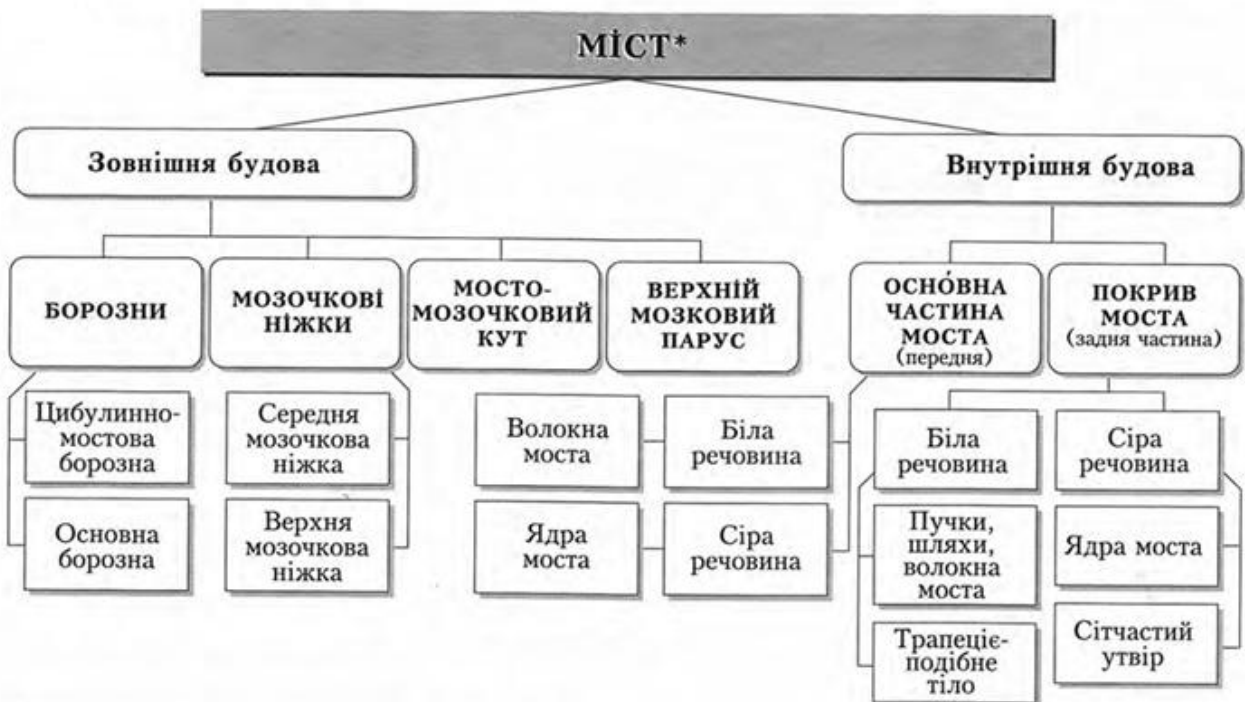 МІСТ*
Зовнішня будова
Внутрішня будова
БОРОЗНИ
МОЗОЧКОВІ
НІЖКИ
МОСТО-
МОЗОЧКОВИЙ
КУТ
ВЕРХНІЙ
МОЗКОВИЙ
ПАРУС
ОСНО́ВНА
ЧАСТИНА
МОСТА
(передня)
ПОКРИВ
МОСТА
(задня частина)
Цибулинно-
мостова
борозна
Середня
мозочкова
ніжка
Волокна
моста
Біла
речовина
Біла
речовина
Сіра
речовина
Основна
борозна
Верхня
мозочкова
ніжка
Ядра
моста
Сіра
речовина
Пучки,
шляхи,
волокна
моста
Ядра моста
Трапеціє-
подібне
тіло
Сітчастий
утвір